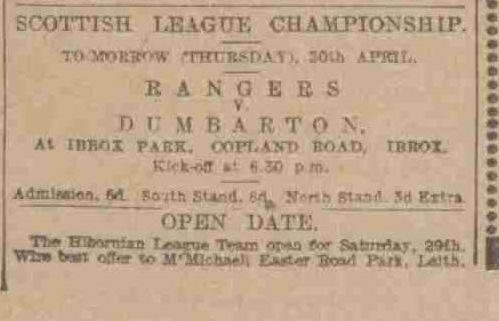 SCOTTISH LEAGUE CHAMPIONSHIP.
TO-MORROW (THURSDAY), 20th APRIL.
RANGERS
v.
DUMBARTON,
At IBROX PARK, COPLAND ROAD, IBROX.
Kick-off at 6.30 p.m.
Admission, 6d. South Stand, 6d, North Stand, 3d Extra
OPEN DATE.
The Hibernian League Team open for Saturday, 29th.
Wire best offer to M'Michael, Easter Road Park, Leith.